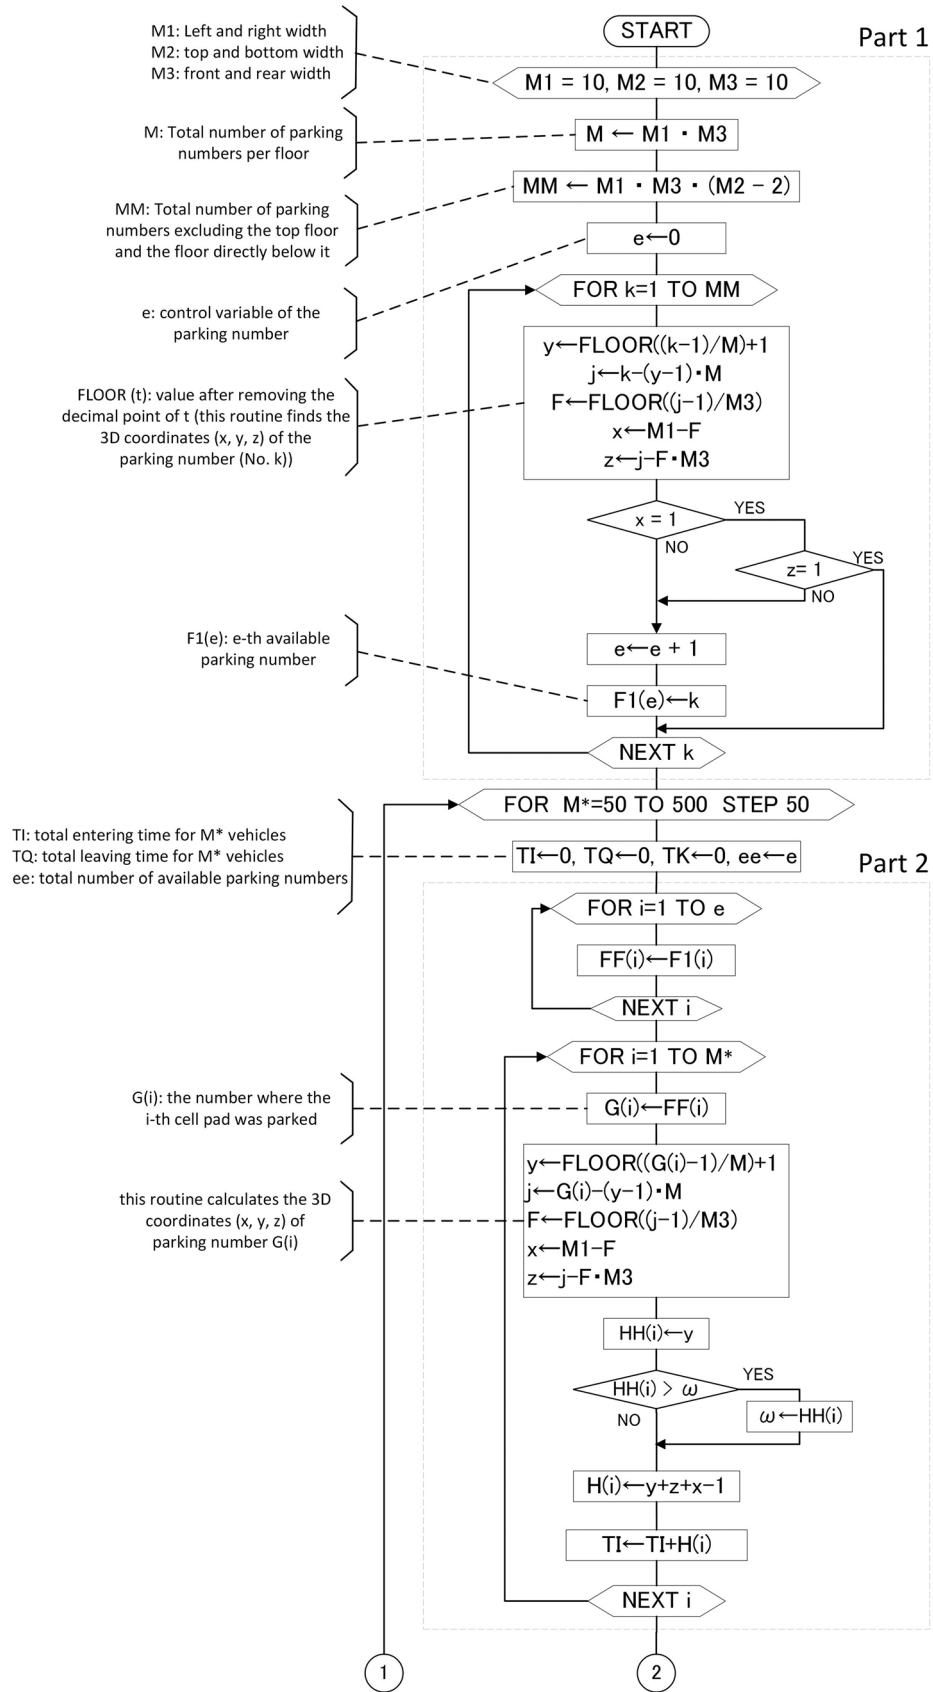 START
Part 1
M1: Left and right width
M2: top and bottom width
M3: front and rear width
M1 = 10, M2 = 10, M3 = 10
M: Total number of parking
numbers per floor
M ← M1 · M3
MM ← M1 · M3 · (M2 - 2)
MM: Total number of parking
numbers excluding the top floor
and the floor directly below it
e←0
FOR k=1 TO MM
e: control variable of the
parking number
y←FLOOR((k-1)/M)+1
j←k-(y-1)·M
F←FLOOR((j-1)/M3)
x←M1-F
z←j-F·M3
FLOOR (t): value after removing the
decimal point of t (this routine finds the
3D coordinates (x, y, z) of the
parking number (No. k))
x = 1
YES
NO
z= 1
YES
NO
F1(e): e-th available
parking number
e←e + 1
F1(e)←k
NEXT k
FOR M*=50 TO 500 STEP 50
TI: total entering time for M* vehicles
TQ: total leaving time for M* vehicles
ee: total number of available parking numbers
TI←0, TQ←0, TK←0, ee←e
Part 2
FOR i=1 TO e
FF(i)←F1(i)
NEXT i
FOR i=1 TO M*
G(i): the number where the
i-th cell pad was parked
G(i)←FF(i)
y←FLOOR((G(i)-1)/M)+1
j←G(i)-(y-1)·M
F←FLOOR((j-1)/M3)
x←M1-F
z←j-F·M3
this routine calculates the 3D
coordinates (x, y, z) of
parking number G(i)
HH(i)←y
HH(i) > ω
YES
NO
ω←HH(i)
H(i)←y+z+x-1
TI←TI+H(i)
NEXT i
1
2